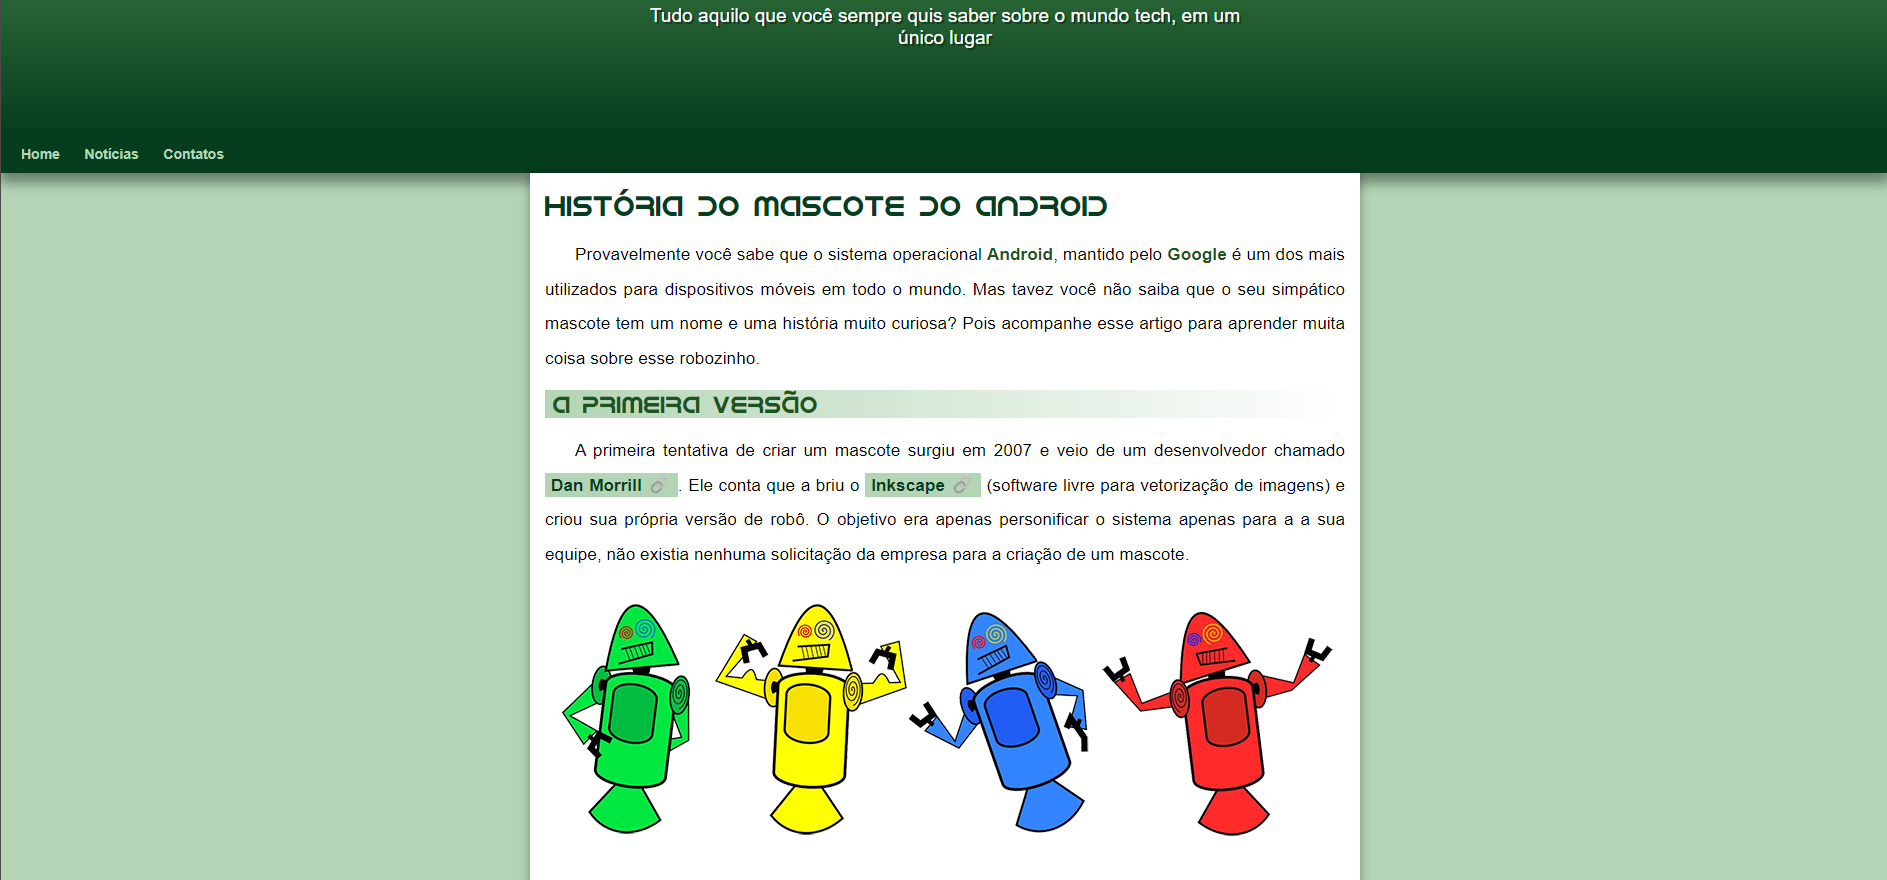 Tudo aquilo que você sempre quis saber sobre o mundo tech, em um
único lugar
Home Notícias Contatos
HISTÓRIA DO MASCOTE DO ANDROID
Provavelmente você sabe que o sistema operacional Android, mantido pelo Google é um dos mais
utilizados para dispositivos móveis em todo o mundo. Mas tavez você não saiba que o seu simpático
mascote tem um nome e uma história muito curiosa? Pois acompanhe esse artigo para aprender muita
coisa sobre esse robozinho.
A PRIMEIRA VERSÃO
A primeira tentativa de criar um mascote surgiu em 2007 e veio de um desenvolvedor chamado
Dan Morrill . Ele conta que a briu o Inkscape (software livre para vetorização de imagens) e
criou sua própria versão de robô. O objetivo era apenas personificar o sistema apenas para a a sua
equipe, não existia nenhuma solicitação da empresa para a criação de um mascote.